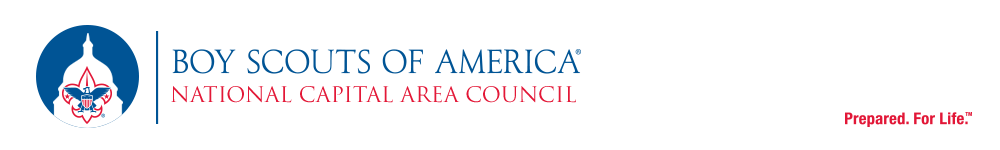 BOY SCOUTS OF AMERICA®
NATIONAL CAPITAL AREA COUNCIL
Prepared. For Life.™